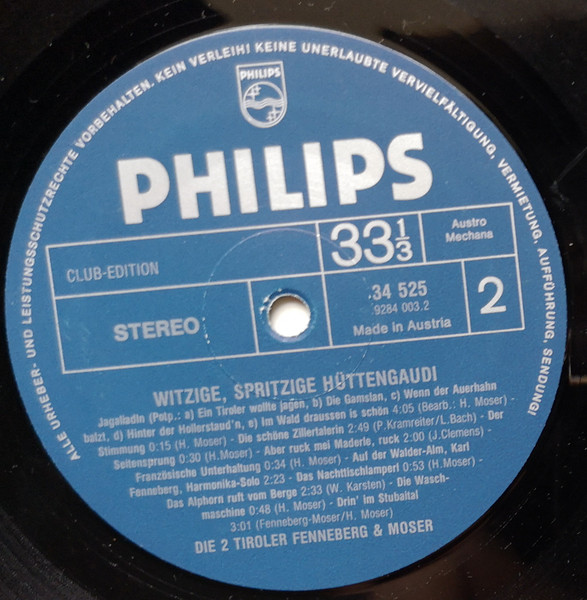 ALLE URHEBER- UND LEISTUNGSSCHUTZRECHTE VORBEHALTEN. KEIN VERLEIH! KEINE UNERLAUBTE VERVIELFÄLTIGUNG, VERMIETUNG, AUFFÜHRUNG, SENDUNG!
PHILIPS
PHILIPS
CLUB-EDITION
33 1/3
Austro
Mechana
STEREO
34 525
9284 003.2
Made in Austria
2
WITZIGE, SPRITZIGE HÜTTENGAUDI
Jagaliadln (Potp.: a) Ein Tiroler wollte jagen, b) Die Gamslan, c) Wenn der Auerhahn
balzt, d) Hinter der Hollerstaud'n, e) Im Wald draussen is schön) 4:05 (Bearb.: H. Moser) -
Stimmung 0:15 (H. Moser) - Die schöne Zillertalerin 2:49 (P.Kramreiter/L.Bach) - Der
Seitensprung 0:30 (H. Moser) - Aber ruck mei Maderle, ruck 2:00 (J.Clemens) -
Französische Unterhaltung 0:34 (H. Moser) - Auf der Walder-Alm, Karl
Fenneberg, Harmonika-Solo 2:23 - Das Nachttischlamperl 0:53 (H.Moser) -
Das Alphorn ruft vom Berge 2:33 (W. Karsten) - Die Wasch-
maschine 0:48 (H. Moser) - Drin' im Stubaital
3:01 (Fenneberg-Moser/H. Moser)
DIE 2 TIROLER FENNEBERG & MOSER